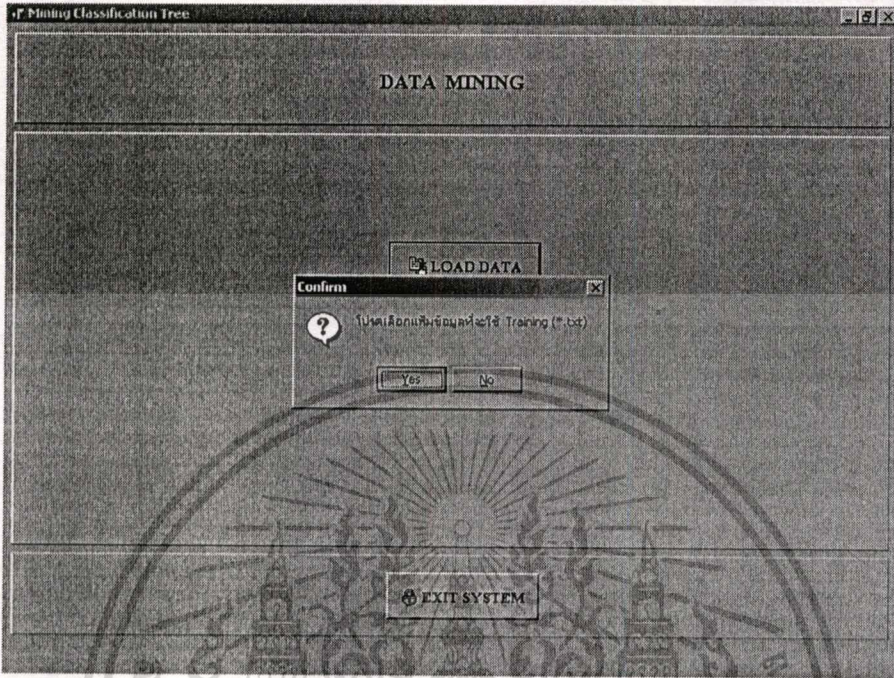 Mining Classification Tree
DATA MINING
LOAD DATA
Confirm
โปรดเลือกแฟ้มข้อมูลที่จะใช้ Training (*.txt)
Yes
No
EXIT SYSTEM